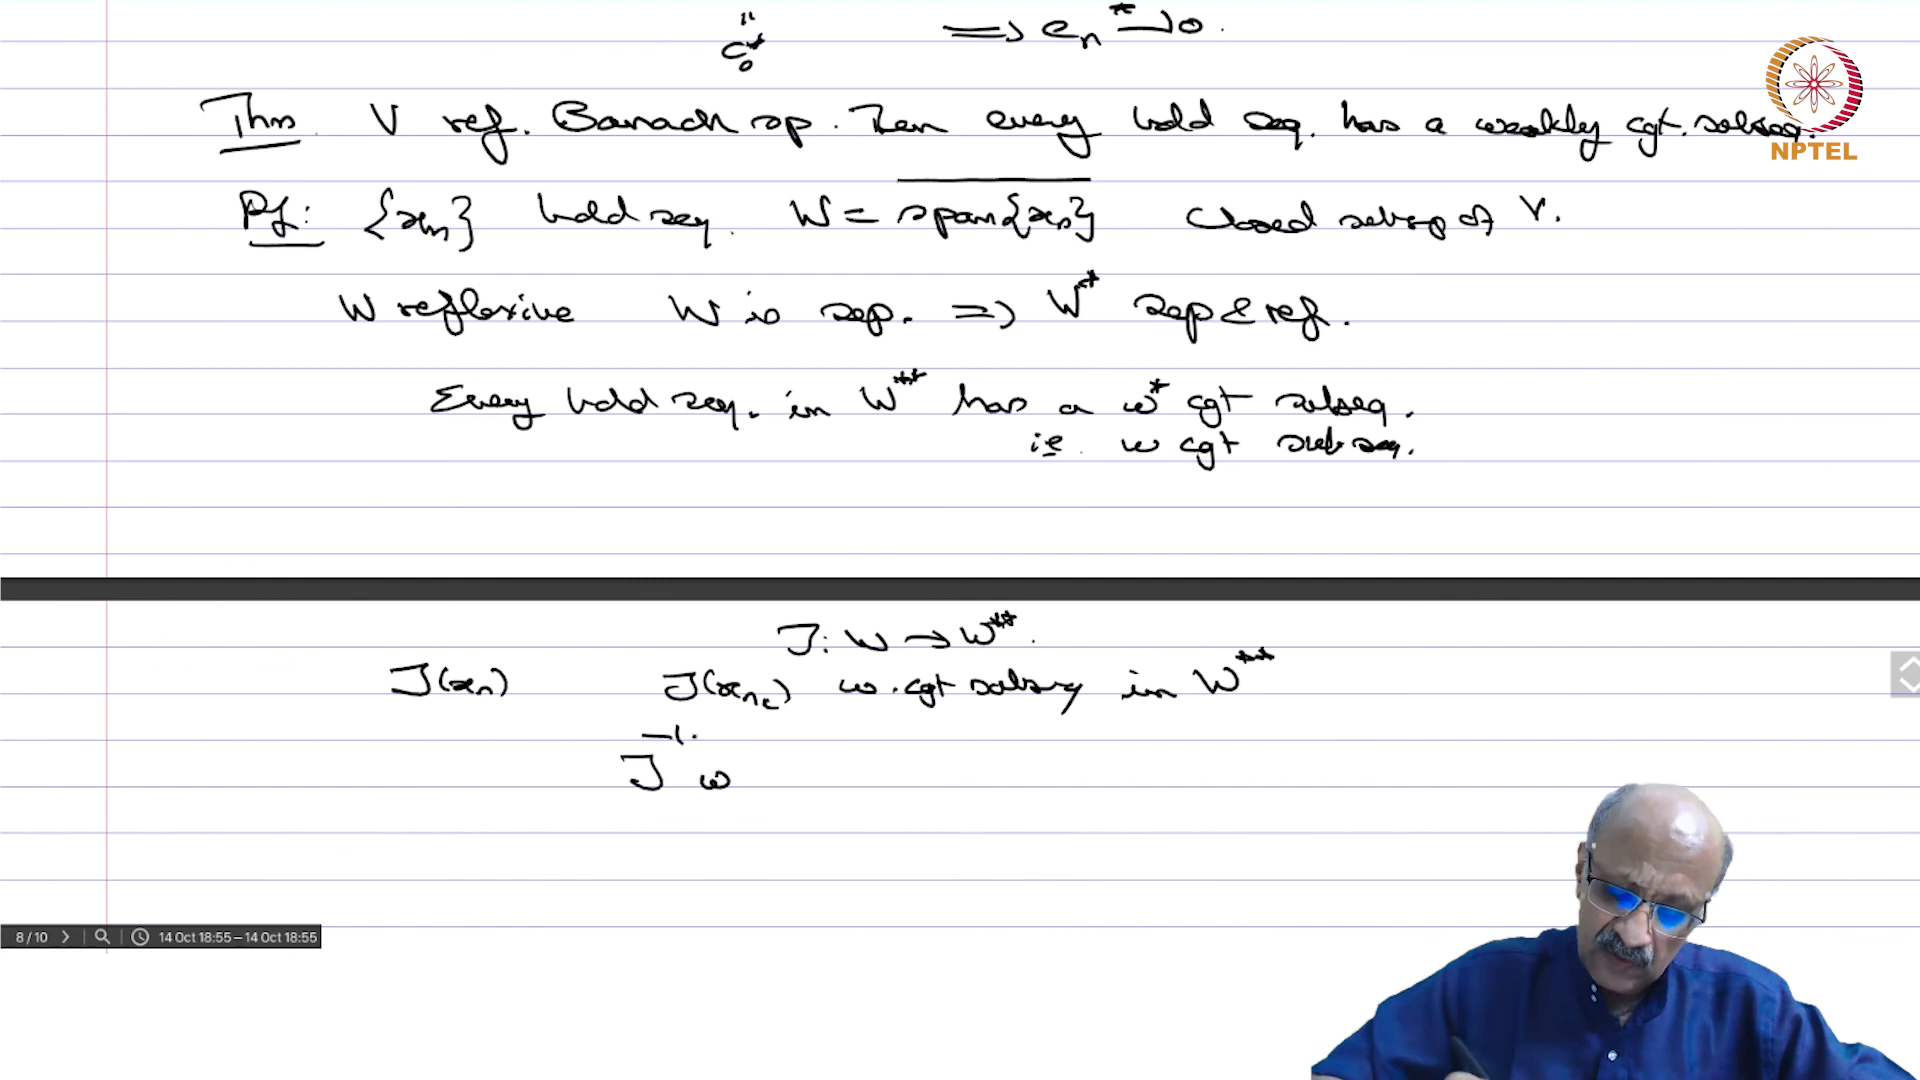 "
c₀* ⟹ eₙ *⇀ 0.
Thm. V ref. Banach sp. Then every bdd seq. has a weakly cgt. subseq.
NPTEL
Pf: {xₙ} bdd seq. W = span{xₙ} closed subsp of V.
W reflexive W is sep. ⟹ W* sep & ref.
Every bdd seq. in W** has a w* cgt subseq.
ie. w cgt subseq.
J: W → W**.
J(xₙ) J(xₙₖ) w. cgt subseq in W**
J⁻¹ w
8/10 14 Oct 18:55 – 14 Oct 18:55